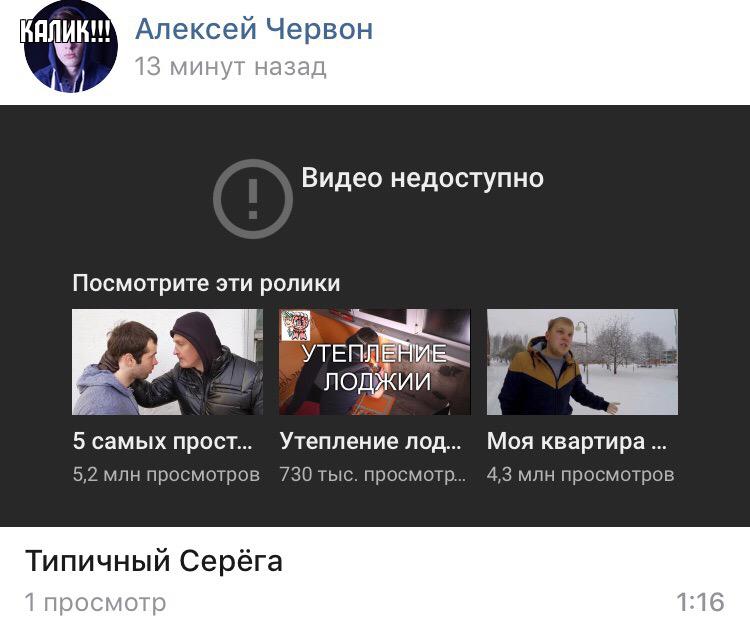 КАЛИК!!!
Алексей Червон
13 минут назад
Видео недоступно
Посмотрите эти ролики
УТЕПЛЕНИЕ
ЛОДЖИИ
5 самых прост...
Утепление лод...
Моя квартира ...
5,2 млн просмотров
730 тыс. просмотр...
4,3 млн просмотров
Типичный Серёга
1 просмотр
1:16